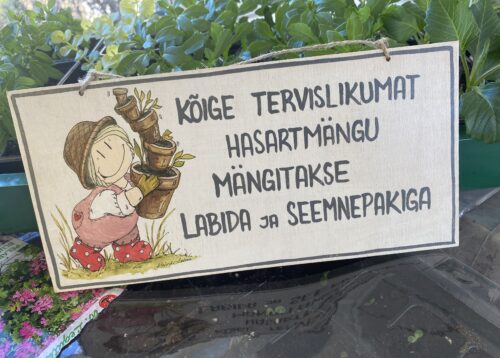 KÕIGE TERVISLIKUMAT
HASARTMÄNGU
MÄNGITAKSE
LABIDA JA SEEMNEPAKIGA